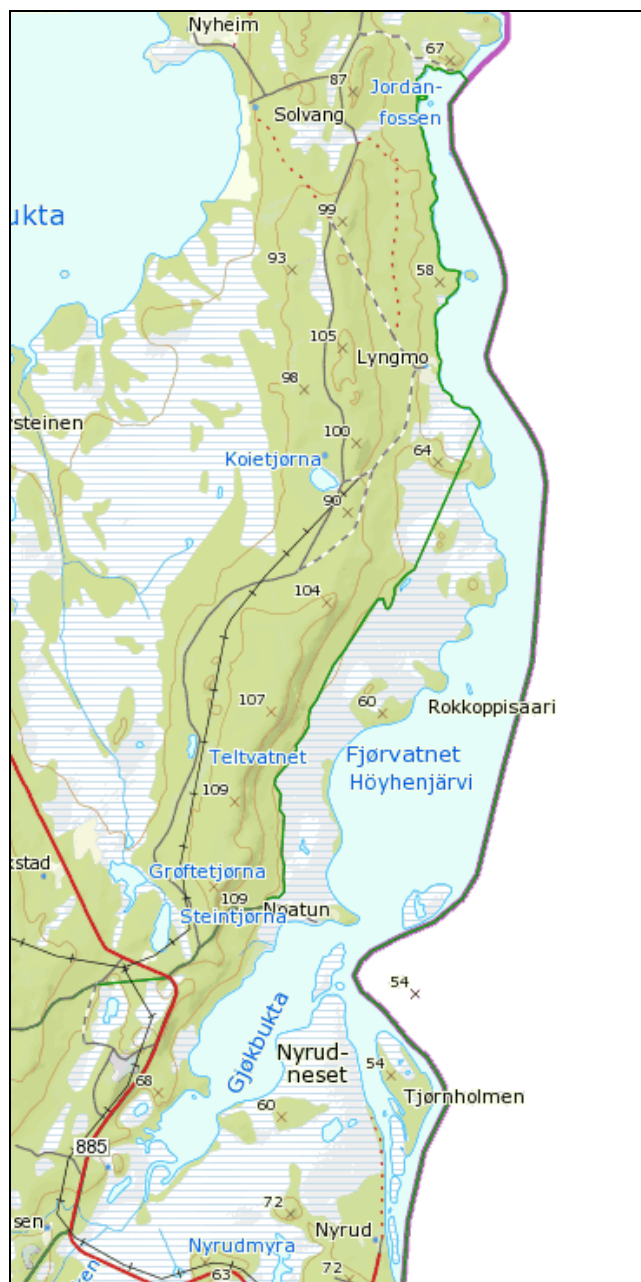 Nyheim
67
87
Jordan-
fossen
Solvang
ukta
99
93
58
105
Lyngmo
98
ysteinen
100
Koietjørna
64
90
104
107
60
Rokkoppisaari
Teltvatnet
Fjørvatnet
Höyhenjärvi
109
kstad
Grøftetjørna
109
Noatun
Steintjørna
54
Gjøkbukta
Nyrud-
neset
54
68
Tjørnholmen
60
885
72
sen
Nyrud
Nyrudmyra
63
72
en